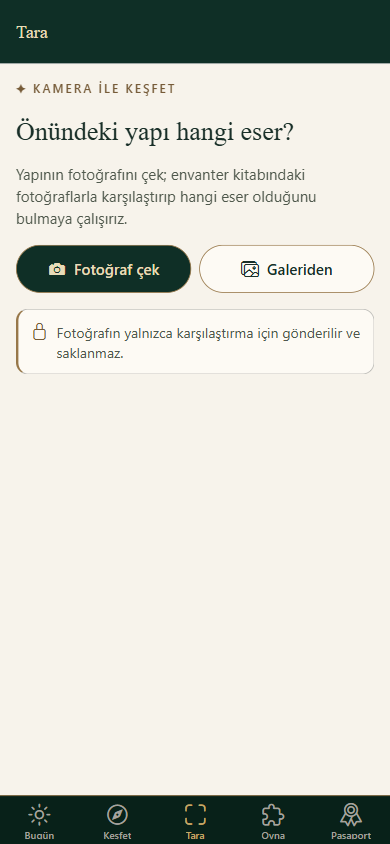 Tara
✦ KAMERA İLE KEŞFET
Önündeki yapı hangi eser?
Yapının fotoğrafını çek; envanter kitabındaki
fotoğraflarla karşılaştırıp hangi eser olduğunu
bulmaya çalışırız.
Fotoğraf çek
Galeriden
Fotoğrafın yalnızca karşılaştırma için gönderilir ve
saklanmaz.
Bugün
Keşfet
Tara
Oyna
Pasaport